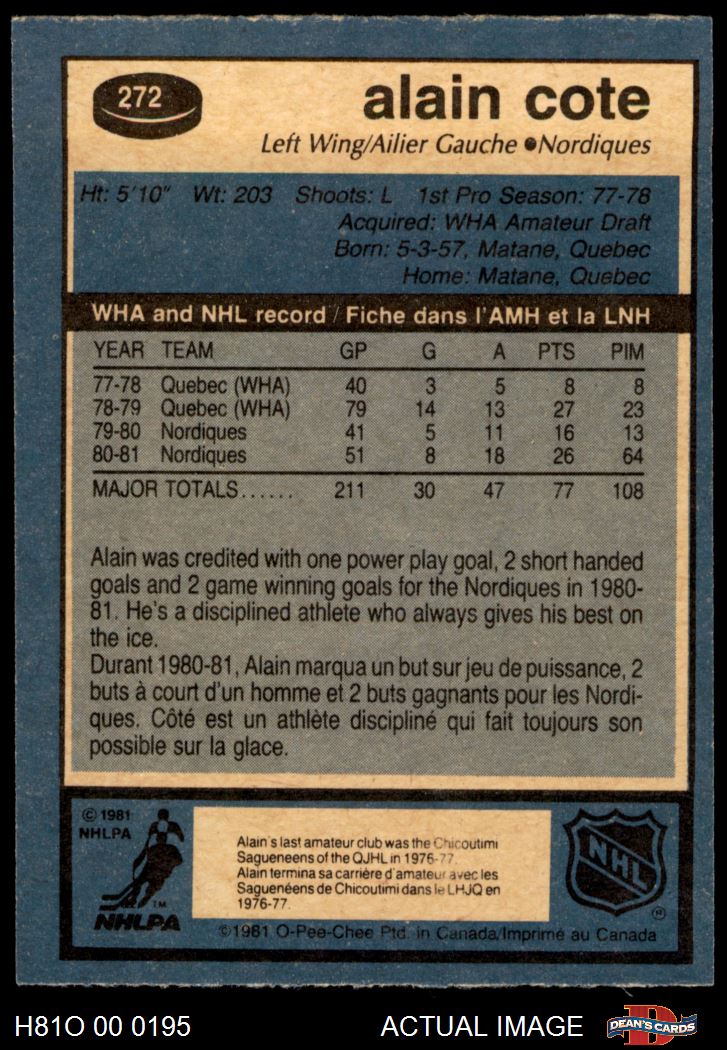 272
alain cote
Left Wing/Ailier Gauche ●Nordiques
Ht: 5'10" Wt: 203 Shoots: L 1st Pro Season: 77-78
Acquired: WHA Amateur Draft
Born: 5-3-57, Matane, Quebec
Home: Matane, Quebec
WHA and NHL record / Fiche dans l'AMH et la LNH
YEAR TEAM GP G A PTS PIM
77-78 Quebec (WHA) 40 3 5 8 8
78-79 Quebec (WHA) 79 14 13 27 23
79-80 Nordiques 41 5 11 16 13
80-81 Nordiques 51 8 18 26 64
MAJOR TOTALS...... 211 30 47 77 108
Alain was credited with one power play goal, 2 short handed
goals and 2 game winning goals for the Nordiques in 1980-
81. He's a disciplined athlete who always gives his best on
the ice.
Durant 1980-81, Alain marqua un but sur jeu de puissance, 2
buts à court d'un homme et 2 buts gagnants pour les Nordi-
ques. Côté est un athlète discipliné qui fait toujours son
possible sur la glace.
© 1981
NHLPA
NHLPA TM
Alain's last amateur club was the Chicoutimi
Sagueneens of the QJHL in 1976-77.
Alain termina sa carrière d'amateur avec les
Saguenéens de Chicoutimi dans le LHJQ en
1976-77.
NHL
®
©1981 O-Pee-Chee Ptd. in Canada/Imprimé au Canada
H81O 00 0195
ACTUAL IMAGE
D
DEAN'S CARDS